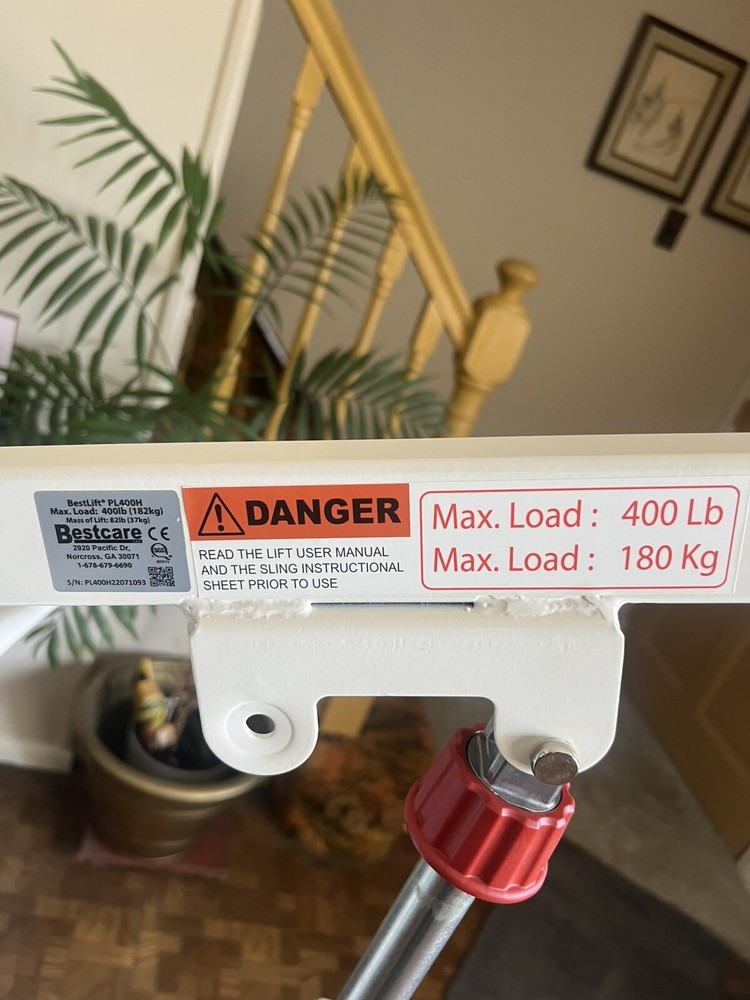 BestLift® PL400H
Max. Load: 400lb (182kg)
Mass of Lift: 82lb (37kg)
Bestcare CE
2920 Pacific Dr,
Norcross, GA 30071
1-678-679-6690
S/N: PL400H22071093
DANGER
READ THE LIFT USER MANUAL
AND THE SLING INSTRUCTIONAL
SHEET PRIOR TO USE
Max. Load : 400 Lb
Max. Load : 180 Kg